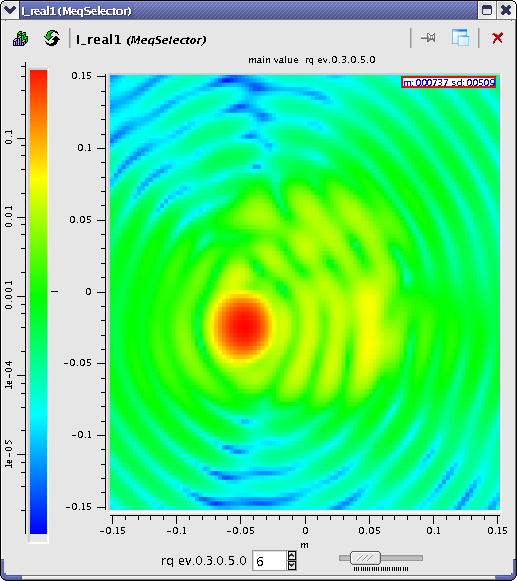 I_real1 (MeqSelector)
I_real1 (MeqSelector)
main value rq ev.0.3.0.5.0
m:000737 sd:00509
0.15
0.1
0.05
0
-0.05
-0.1
-0.15
0.1
0.01
0.001
1e-04
1e-05
-0.15 -0.1 -0.05 0 0.05 0.1 0.15
m
rq ev.0.3.0.5.0 6